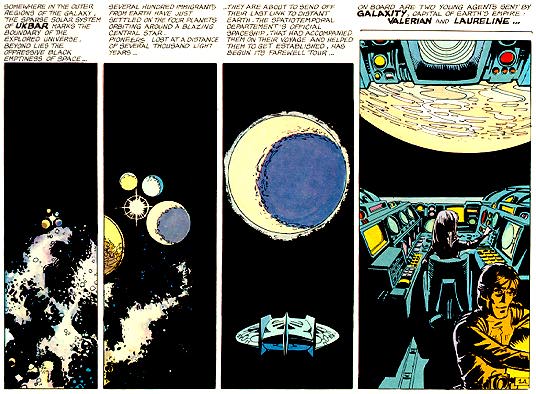 SOMEWHERE IN THE OUTER
REGIONS OF THE GALAXY,
THE SPARSE SOLAR SYSTEM
OF UKBAR MARKS THE
BOUNDARY OF THE
EXPLORED UNIVERSE.
BEYOND LIES THE
OPPRESSIVE BLACK
EMPTINESS OF SPACE...
SEVERAL HUNDRED IMMIGRANTS
FROM EARTH HAVE JUST
SETTLED ON THE FOUR PLANETS
ORBITING AROUND A BLAZING
CENTRAL STAR.
PIONEERS LOST AT A DISTANCE
OF SEVERAL THOUSAND LIGHT
YEARS...
...THEY ARE ABOUT TO SEND OFF
THEIR LAST LINK TO DISTANT
EARTH. THE SPATIOTEMPORAL
DEPARTMENT'S OFFICIAL
SPACESHIP, THAT HAD ACCOMPANIED
THEM ON THEIR VOYAGE AND HELPED
THEM TO GET ESTABLISHED, HAS
BEGUN ITS FAREWELL TOUR...
ON BOARD ARE TWO YOUNG AGENTS SENT BY
GALAXITY, CAPITAL OF EARTH'S EMPIRE:
VALERIAN AND LAURELINE...
1A